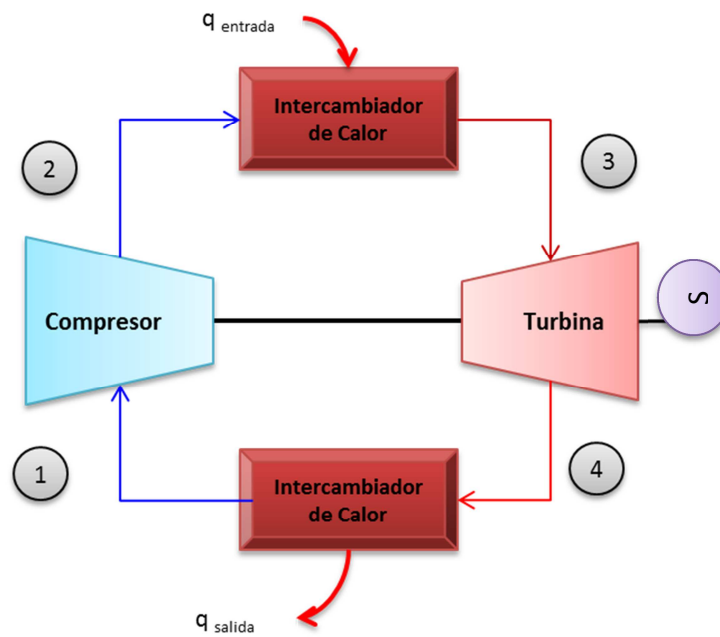 q entrada
Intercambiador
de Calor
2
3
Compresor
Turbina
S
1
4
Intercambiador
de Calor
q salida